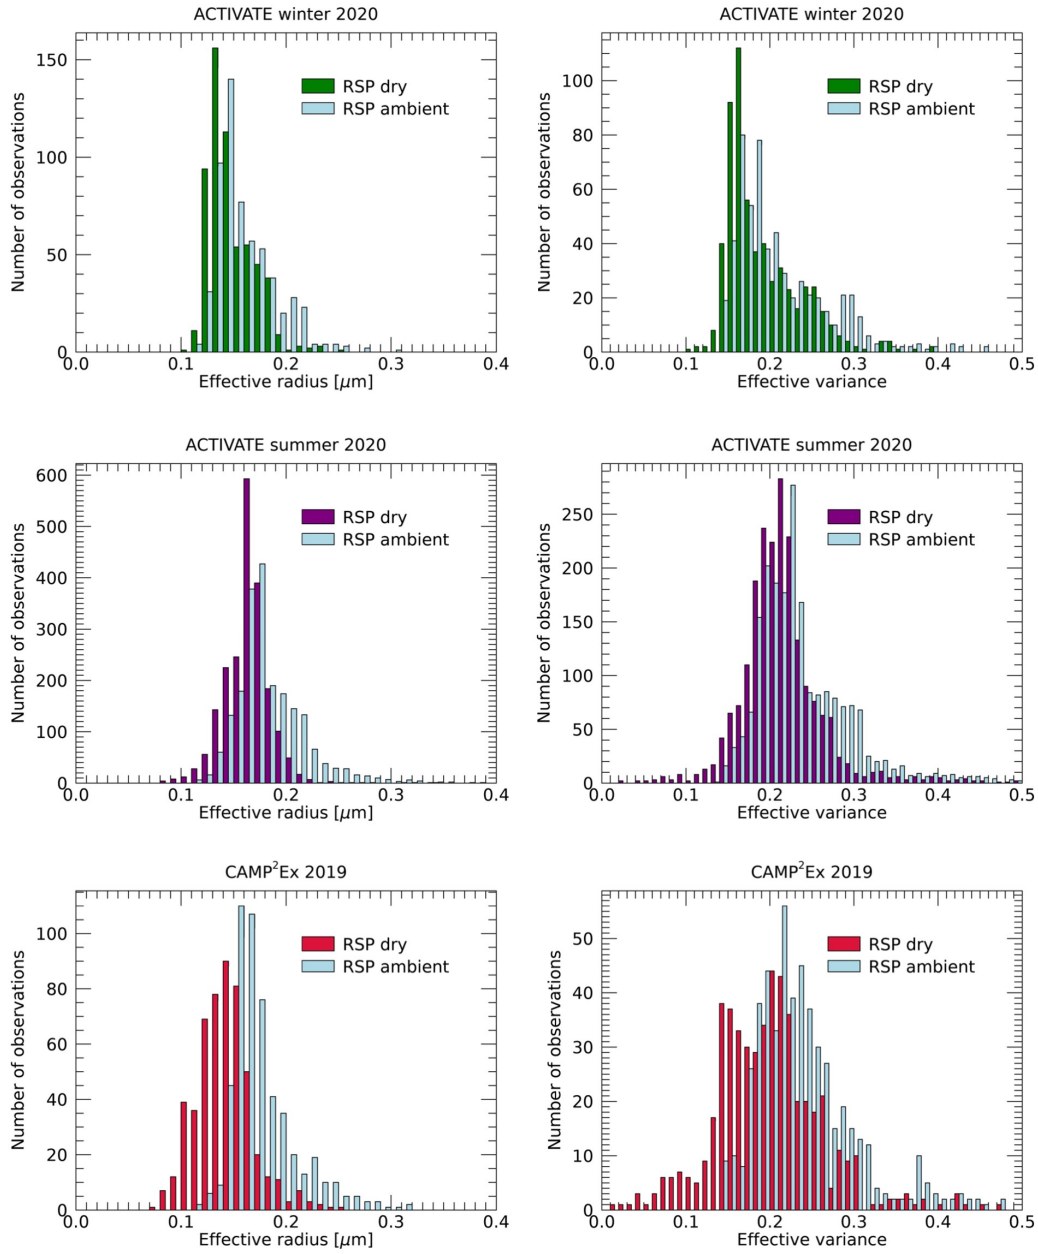 ACTIVATE winter 2020
Number of observations
150
100
50
0
RSP dry
RSP ambient
0.0 0.1 0.2 0.3 0.4
Effective radius [μm]
ACTIVATE winter 2020
Number of observations
100
80
60
40
20
0
RSP dry
RSP ambient
0.0 0.1 0.2 0.3 0.4 0.5
Effective variance
ACTIVATE summer 2020
Number of observations
600
500
400
300
200
100
0
RSP dry
RSP ambient
0.0 0.1 0.2 0.3 0.4
Effective radius [μm]
ACTIVATE summer 2020
Number of observations
250
200
150
100
50
0
RSP dry
RSP ambient
0.0 0.1 0.2 0.3 0.4 0.5
Effective variance
CAMP²Ex 2019
Number of observations
100
80
60
40
20
0
RSP dry
RSP ambient
0.0 0.1 0.2 0.3 0.4
Effective radius [μm]
CAMP²Ex 2019
Number of observations
50
40
30
20
10
0
RSP dry
RSP ambient
0.0 0.1 0.2 0.3 0.4 0.5
Effective variance